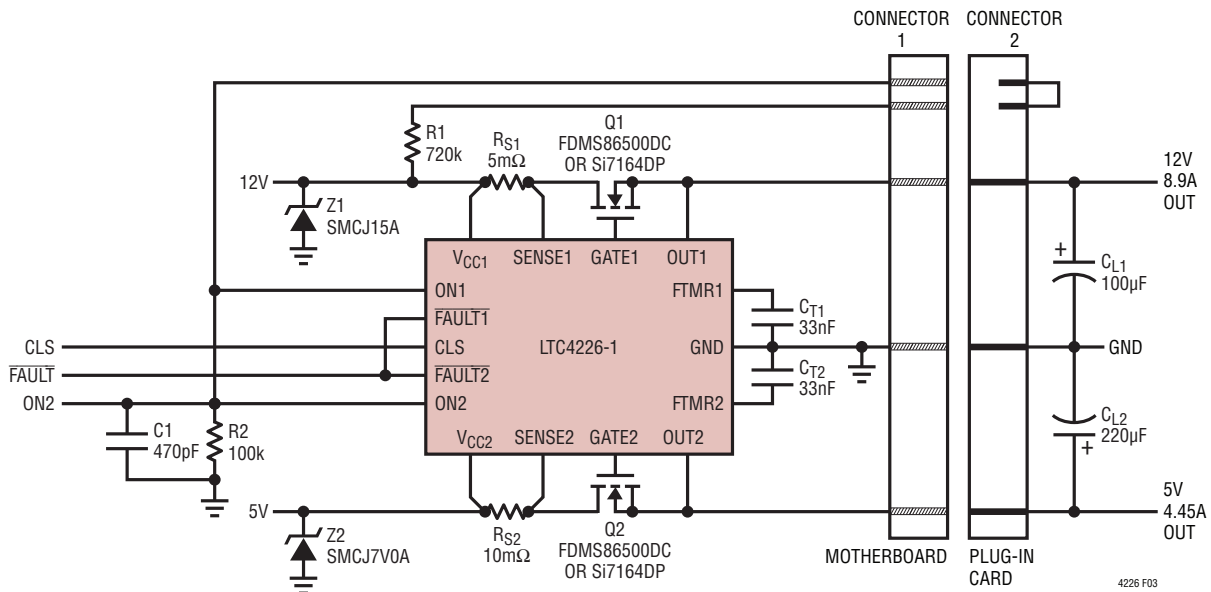 CONNECTOR
1
CONNECTOR
2
R1
720k
RS1
5mΩ
Q1
FDMS86500DC
OR Si7164DP
12V
Z1
SMCJ15A
12V
8.9A
OUT
VCC1
SENSE1
GATE1
OUT1
ON1
FAULT1
CLS
FAULT2
ON2
LTC4226-1
FTMR1
GND
FTMR2
VCC2
SENSE2
GATE2
OUT2
CT1
33nF
CT2
33nF
+
CL1
100µF
GND
CL2
220µF
+
CLS
FAULT
ON2
C1
470pF
R2
100k
5V
Z2
SMCJ7V0A
RS2
10mΩ
Q2
FDMS86500DC
OR Si7164DP
5V
4.45A
OUT
MOTHERBOARD
PLUG-IN
CARD
4226 F03